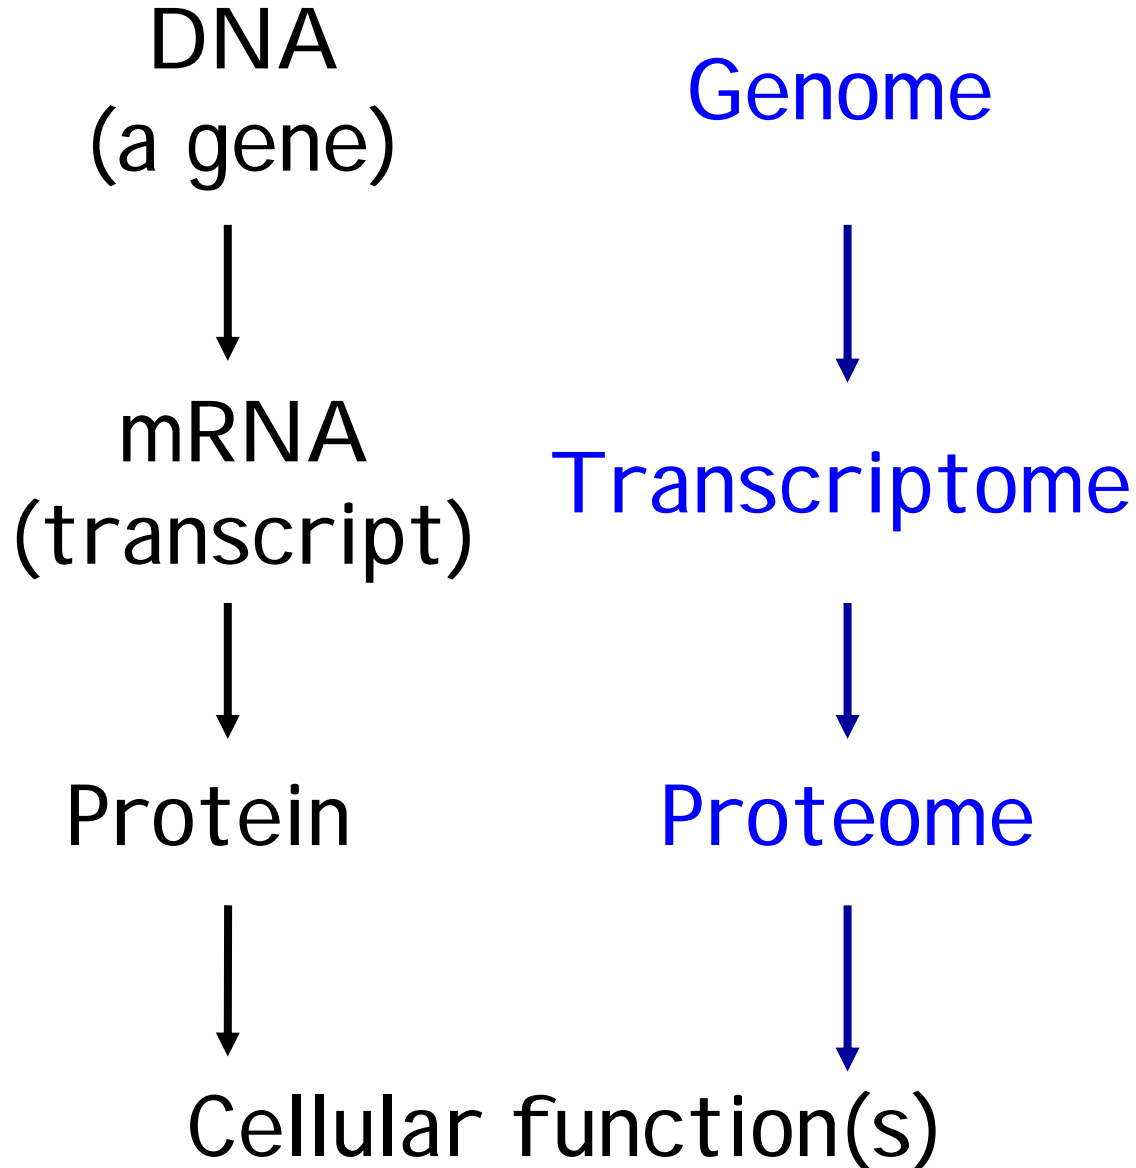 DNA
(a gene)
Genome
mRNA
(transcript)
Transcriptome
Protein
Proteome
Cellular function(s)